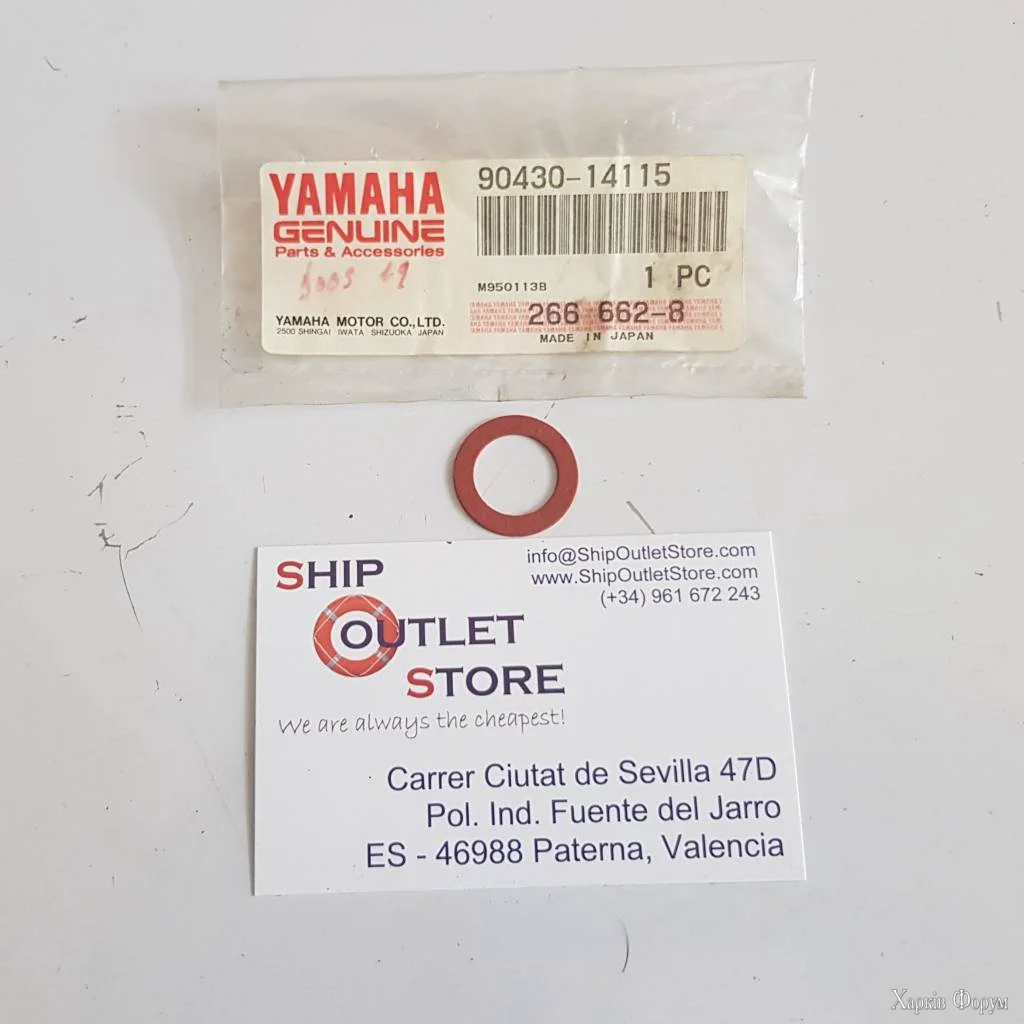 YAMAHA
GENUINE
Parts & Accessories
YAMAHA MOTOR CO., LTD.
2500 SHINGAI IWATA SHIZUOKA JAPAN
90430-14115
1 PC
M950113B
266 662-8
MADE IN JAPAN
SHIP
OUTLET
STORE
We are always the cheapest!
info@ShipOutletStore.com
www.ShipOutletStore.com
(+34) 961 672 243
Carrer Ciutat de Sevilla 47D
Pol. Ind. Fuente del Jarro
ES - 46988 Paterna, Valencia
Харків Форум